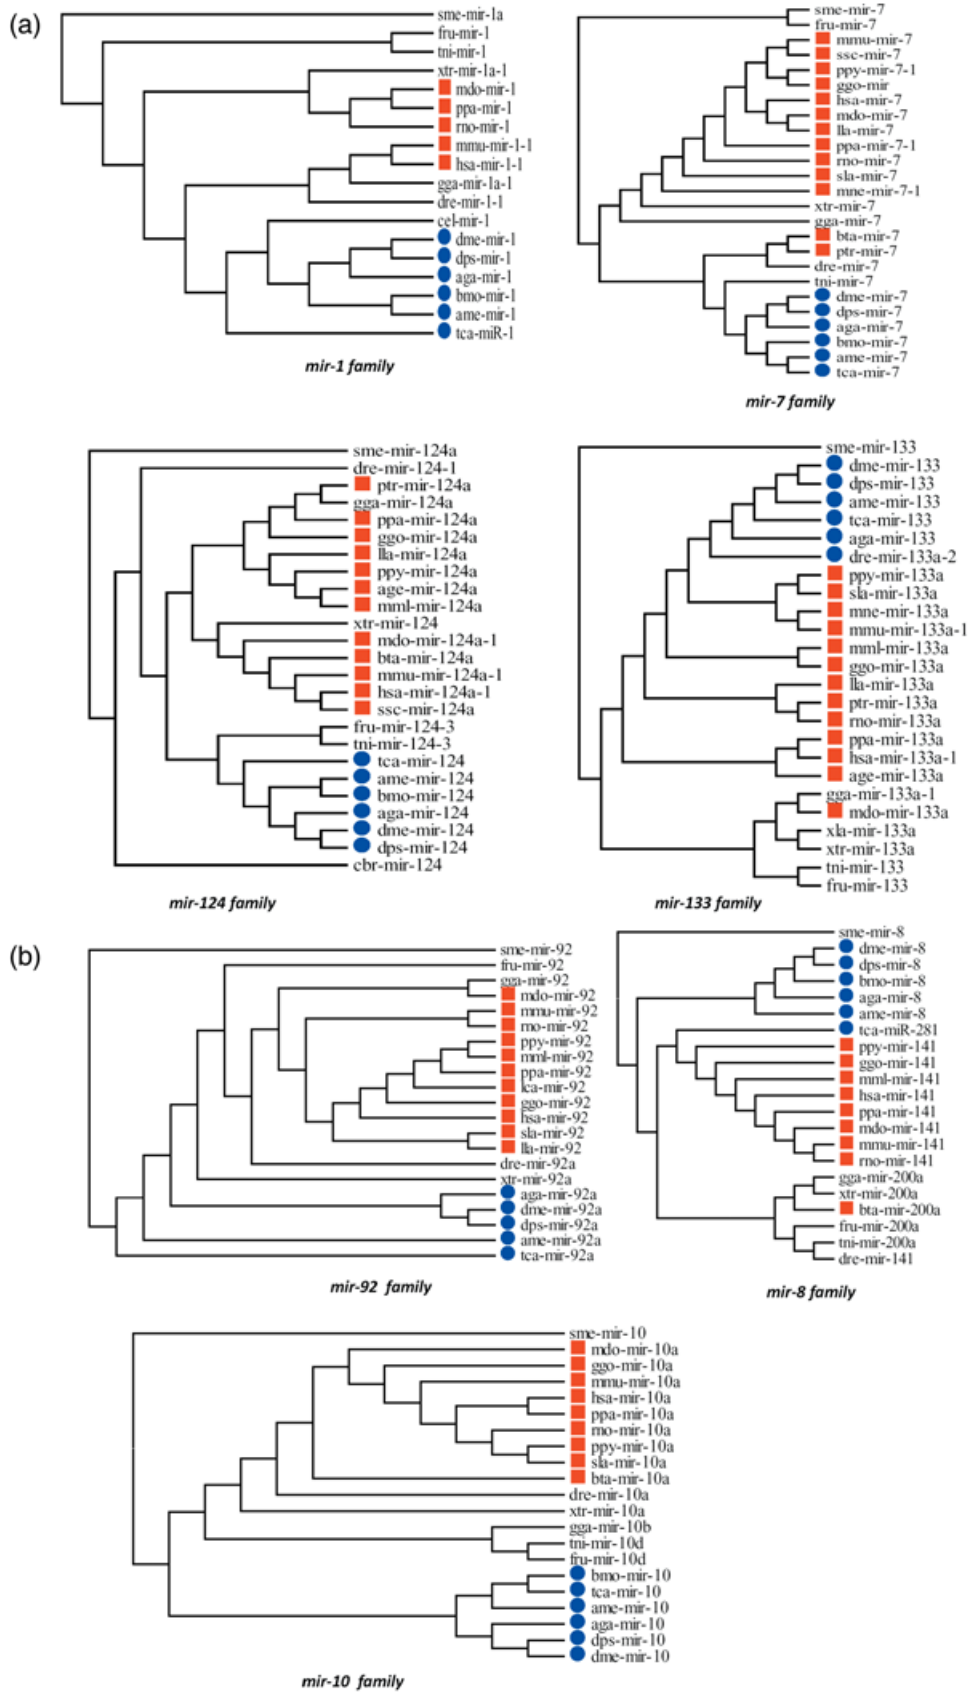 (a)
sme-mir-1a
fru-mir-1
tni-mir-1
xtr-mir-1a-1
mdo-mir-1
ppa-mir-1
rno-mir-1
mmu-mir-1-1
hsa-mir-1-1
gga-mir-1a-1
dre-mir-1-1
cel-mir-1
dme-mir-1
dps-mir-1
aga-mir-1
bmo-mir-1
ame-mir-1
tca-miR-1
mir-1 family
sme-mir-7
fru-mir-7
mmu-mir-7
ssc-mir-7
ppy-mir-7-1
ggo-mir
hsa-mir-7
mdo-mir-7
lla-mir-7
ppa-mir-7-1
rno-mir-7
sla-mir-7
mne-mir-7-1
xtr-mir-7
gga-mir-7
bta-mir-7
ptr-mir-7
dre-mir-7
tni-mir-7
dme-mir-7
dps-mir-7
aga-mir-7
bmo-mir-7
ame-mir-7
tca-mir-7
mir-7 family
sme-mir-124a
dre-mir-124-1
ptr-mir-124a
gga-mir-124a
ppa-mir-124a
ggo-mir-124a
lla-mir-124a
ppy-mir-124a
age-mir-124a
mml-mir-124a
xtr-mir-124
mdo-mir-124a-1
bta-mir-124a
mmu-mir-124a-1
hsa-mir-124a-1
ssc-mir-124a
fru-mir-124-3
tni-mir-124-3
tca-mir-124
ame-mir-124
bmo-mir-124
aga-mir-124
dme-mir-124
dps-mir-124
cbr-mir-124
mir-124 family
sme-mir-133
dme-mir-133
dps-mir-133
ame-mir-133
tca-mir-133
aga-mir-133
dre-mir-133a-2
ppy-mir-133a
sla-mir-133a
mne-mir-133a
mmu-mir-133a-1
mml-mir-133a
ggo-mir-133a
lla-mir-133a
ptr-mir-133a
rno-mir-133a
ppa-mir-133a
hsa-mir-133a-1
age-mir-133a
gga-mir-133a-1
mdo-mir-133a
xla-mir-133a
xtr-mir-133a
tni-mir-133
fru-mir-133
mir-133 family
(b)
sme-mir-92
fru-mir-92
gga-mir-92
mdo-mir-92
mmu-mir-92
rno-mir-92
ppy-mir-92
mml-mir-92
ppa-mir-92
lca-mir-92
ggo-mir-92
hsa-mir-92
sla-mir-92
lla-mir-92
dre-mir-92a
xtr-mir-92a
aga-mir-92a
dme-mir-92a
dps-mir-92a
ame-mir-92a
tca-mir-92a
mir-92 family
sme-mir-8
dme-mir-8
dps-mir-8
bmo-mir-8
aga-mir-8
ame-mir-8
tca-miR-281
ppy-mir-141
ggo-mir-141
mml-mir-141
hsa-mir-141
ppa-mir-141
mdo-mir-141
mmu-mir-141
rno-mir-141
gga-mir-200a
xtr-mir-200a
bta-mir-200a
fru-mir-200a
tni-mir-200a
dre-mir-141
mir-8 family
sme-mir-10
mdo-mir-10a
ggo-mir-10a
mmu-mir-10a
hsa-mir-10a
ppa-mir-10a
rno-mir-10a
ppy-mir-10a
sla-mir-10a
bta-mir-10a
dre-mir-10a
xtr-mir-10a
gga-mir-10b
tni-mir-10d
fru-mir-10d
bmo-mir-10
tca-mir-10
ame-mir-10
aga-mir-10
dps-mir-10
dme-mir-10
mir-10 family